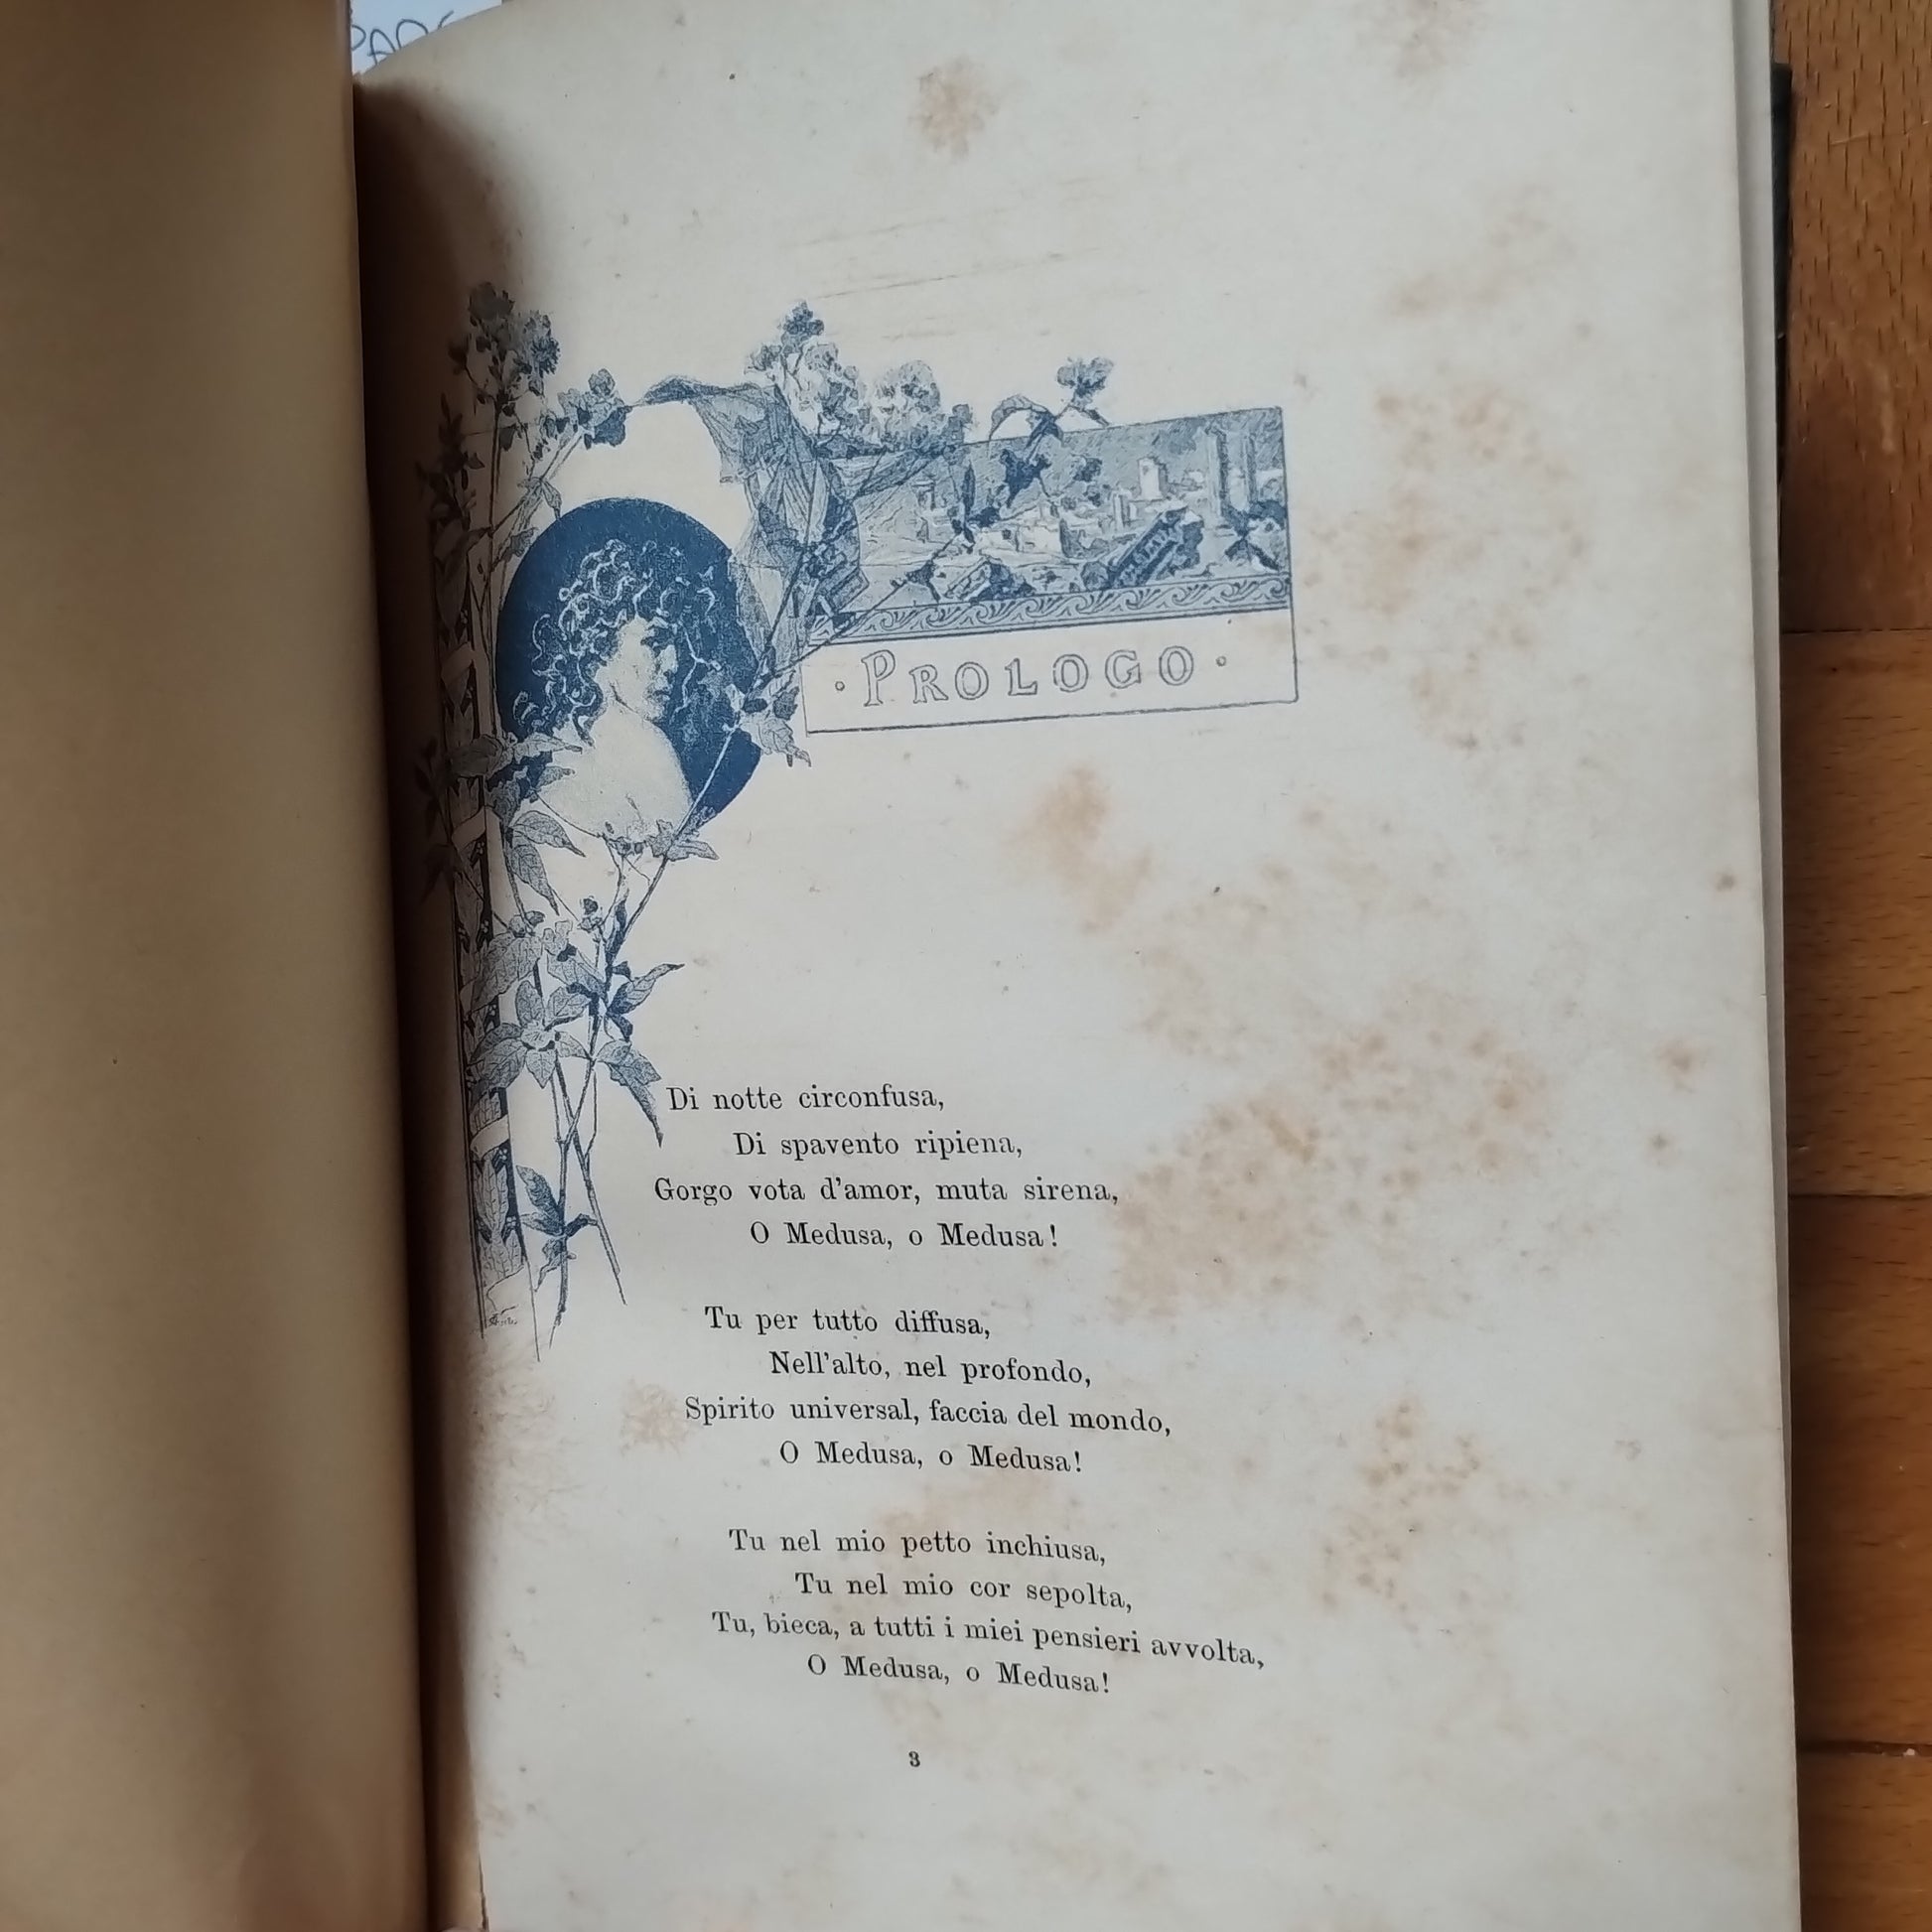 · PROLOGO ·
Di notte circonfusa,
Di spavento ripiena,
Gorgo vota d'amor, muta sirena,
O Medusa, o Medusa!
Tu per tutto diffusa,
Nell'alto, nel profondo,
Spirito universal, faccia del mondo,
O Medusa, o Medusa!
Tu nel mio petto inchiusa,
Tu nel mio cor sepolta,
Tu, bieca, a tutti i miei pensieri avvolta,
O Medusa, o Medusa!
3